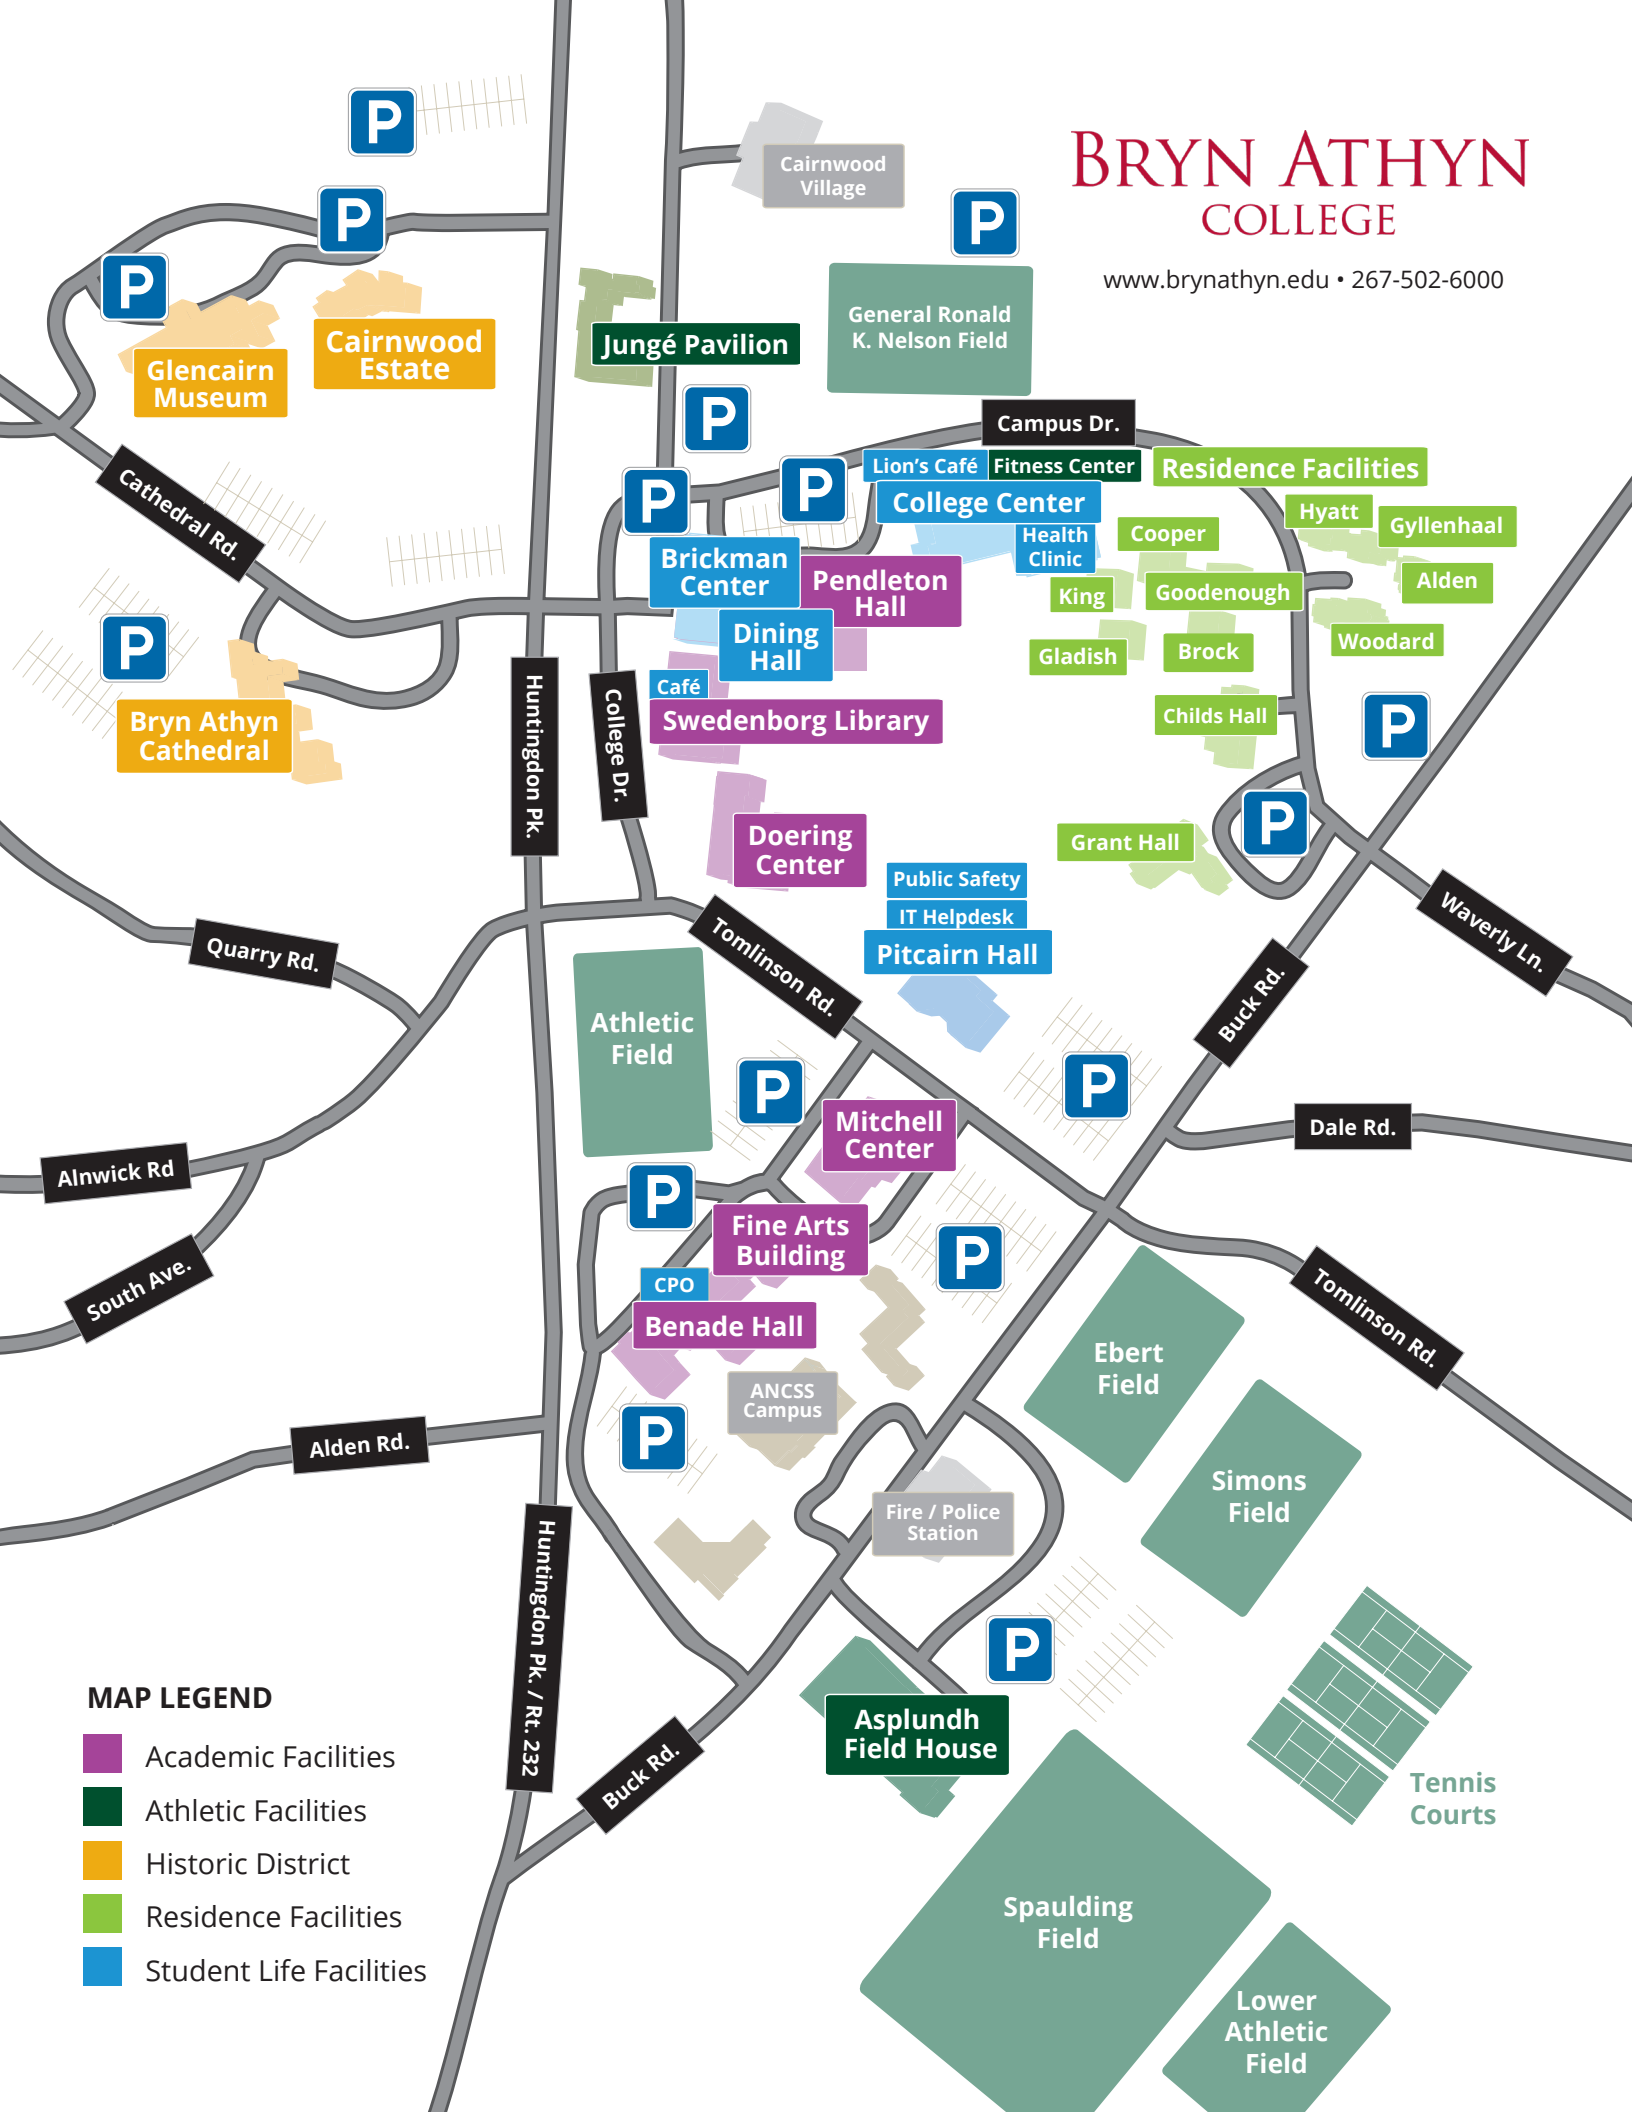 BRYN ATHYN
COLLEGE
www.brynathyn.edu • 267-502-6000
P
P
P
P
Cairnwood
Village
General Ronald
K. Nelson Field
Glencairn
Museum
Cairnwood
Estate
Jungé Pavilion
P
Campus Dr.
Lion's Café
Fitness Center
Residence Facilities
P
P
College Center
Health
Clinic
Cathedral Rd.
Hyatt
Gyllenhaal
Cooper
Alden
King
Goodenough
Woodard
Gladish
Brock
Childs Hall
Brickman
Center
Pendleton
Hall
Dining
Hall
Café
Swedenborg Library
P
Bryn Athyn
Cathedral
Huntingdon Pk.
College Dr.
P
P
Doering
Center
Grant Hall
Public Safety
IT Helpdesk
Pitcairn Hall
Waverly Ln.
Quarry Rd.
Tomlinson Rd.
Buck Rd.
Athletic
Field
P
P
Mitchell
Center
Dale Rd.
Alnwick Rd
P
Fine Arts
Building
P
South Ave.
CPO
Benade Hall
Tomlinson Rd.
Ebert
Field
ANCSS
Campus
P
Alden Rd.
Simons
Field
Fire / Police
Station
Huntingdon Pk. / Rt. 232
P
Asplundh
Field House
Buck Rd.
Tennis
Courts
Spaulding
Field
Lower
Athletic
Field
MAP LEGEND
Academic Facilities
Athletic Facilities
Historic District
Residence Facilities
Student Life Facilities